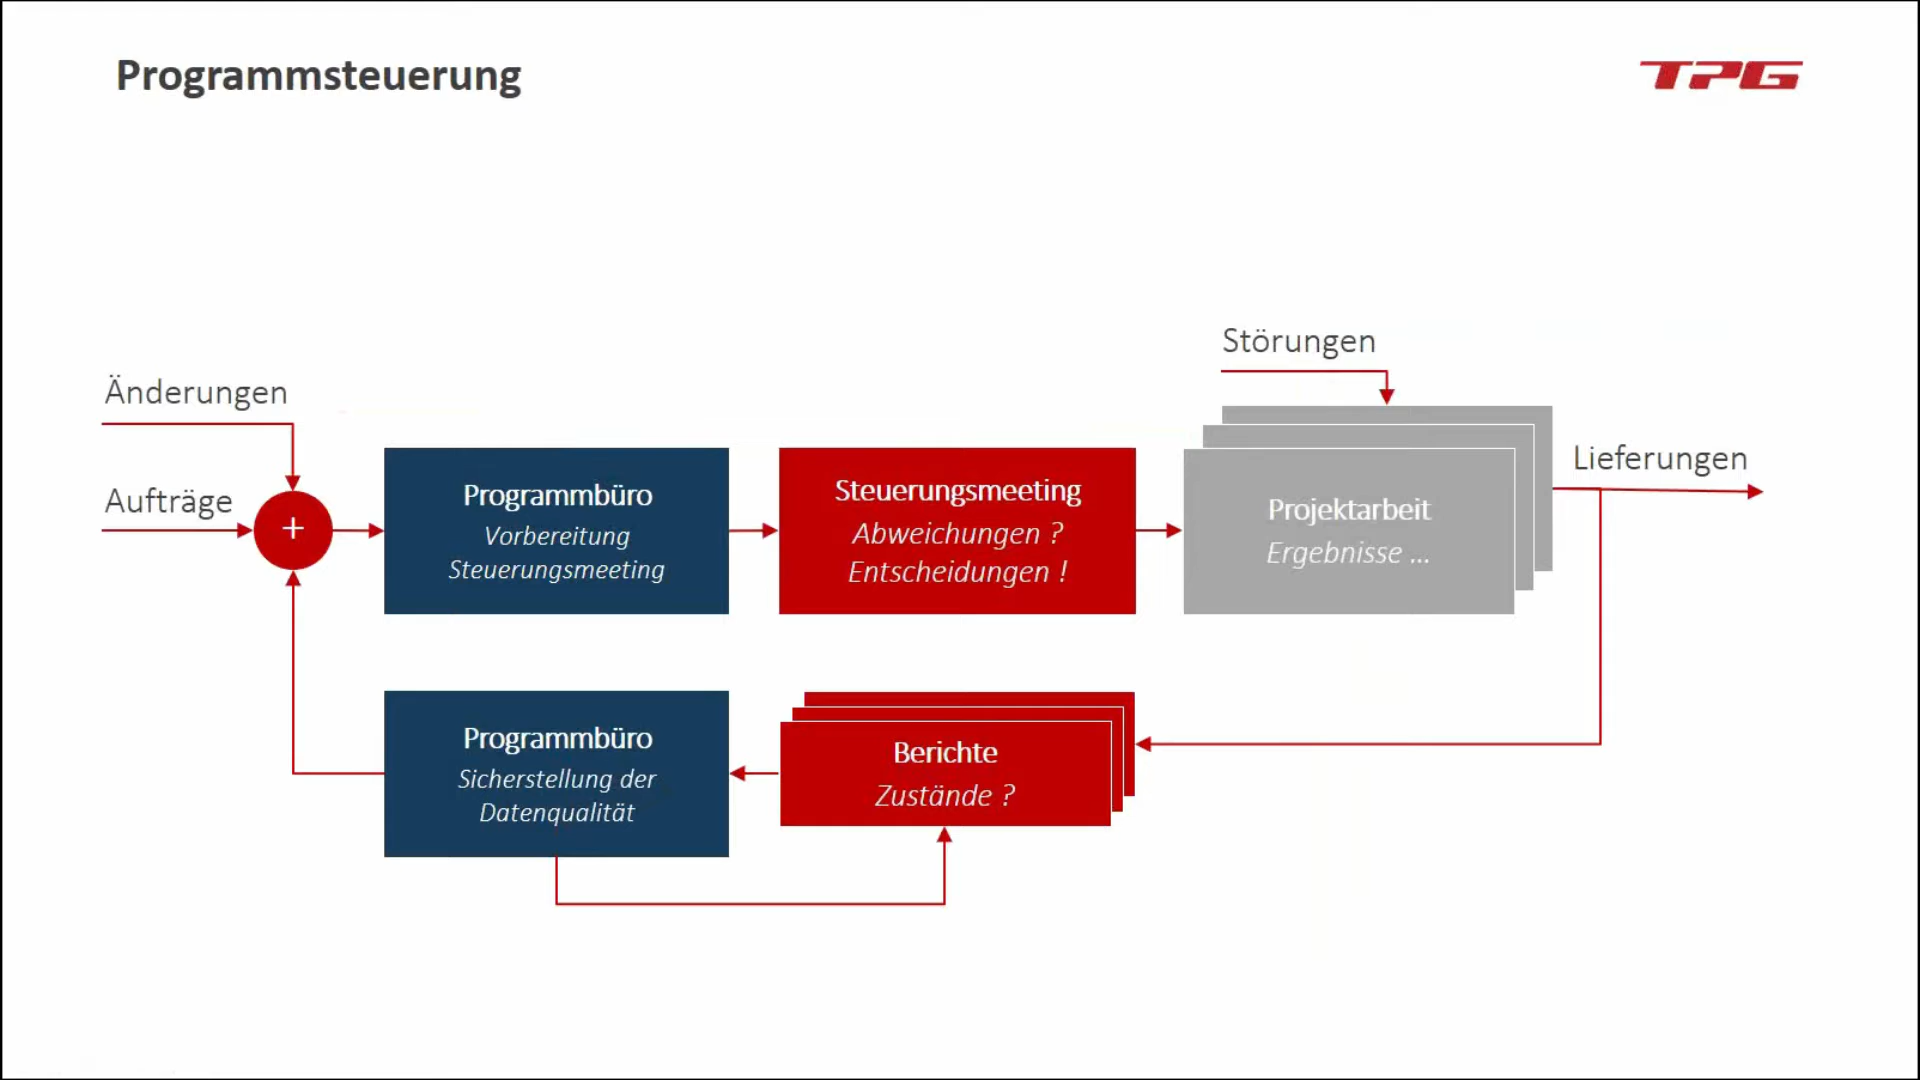 Programmsteuerung
TPG
Störungen
Änderungen
Aufträge
+
Programmbüro
Vorbereitung
Steuerungsmeeting
Steuerungsmeeting
Abweichungen ?
Entscheidungen !
Projektarbeit
Ergebnisse ...
Lieferungen
Programmbüro
Sicherstellung der
Datenqualität
Berichte
Zustände ?